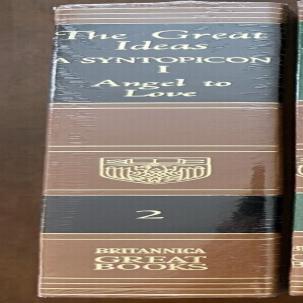 The Great
Ideas
A SYNTOPICON
I
Angel to
Love
2
BRITANNICA
GREAT
BOOKS